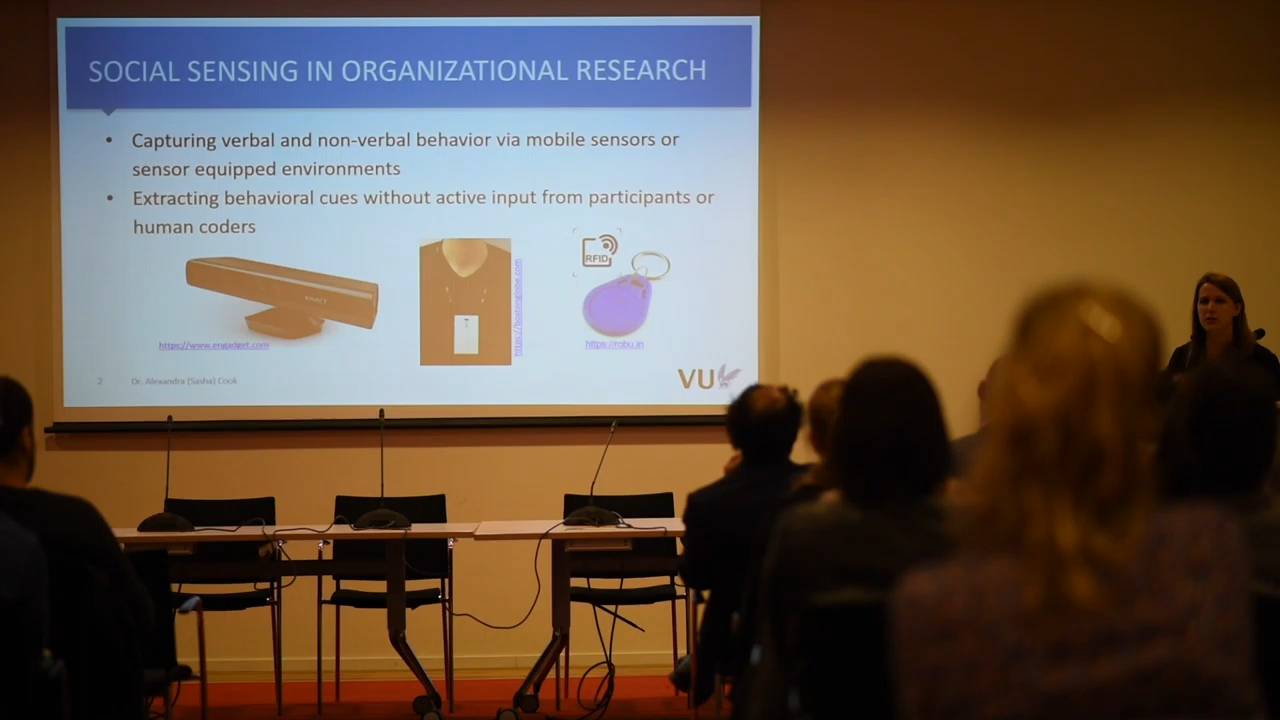 SOCIAL SENSING IN ORGANIZATIONAL RESEARCH
• Capturing verbal and non-verbal behavior via mobile sensors or
sensor equipped environments
• Extracting behavioral cues without active input from participants or
human coders
RFID
https://www.engadget.com
https://robu.in
2 Dr. Alexandra (Sasha) Cook
VU